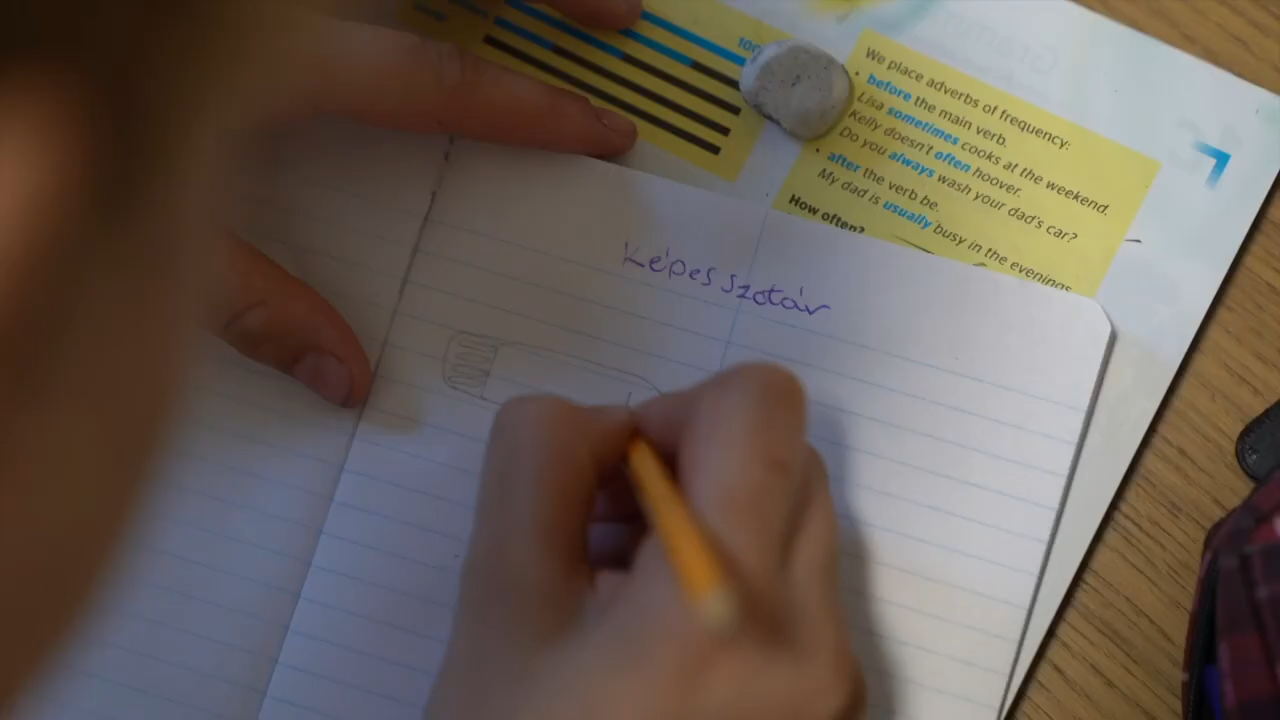 100
We place adverbs of frequency:
• before the main verb.
Lisa sometimes cooks at the weekend.
Kelly doesn't often hoover.
Do you always wash your dad's car?
• after the verb be.
My dad is usually busy in the evenings
How often?
Képes szótár